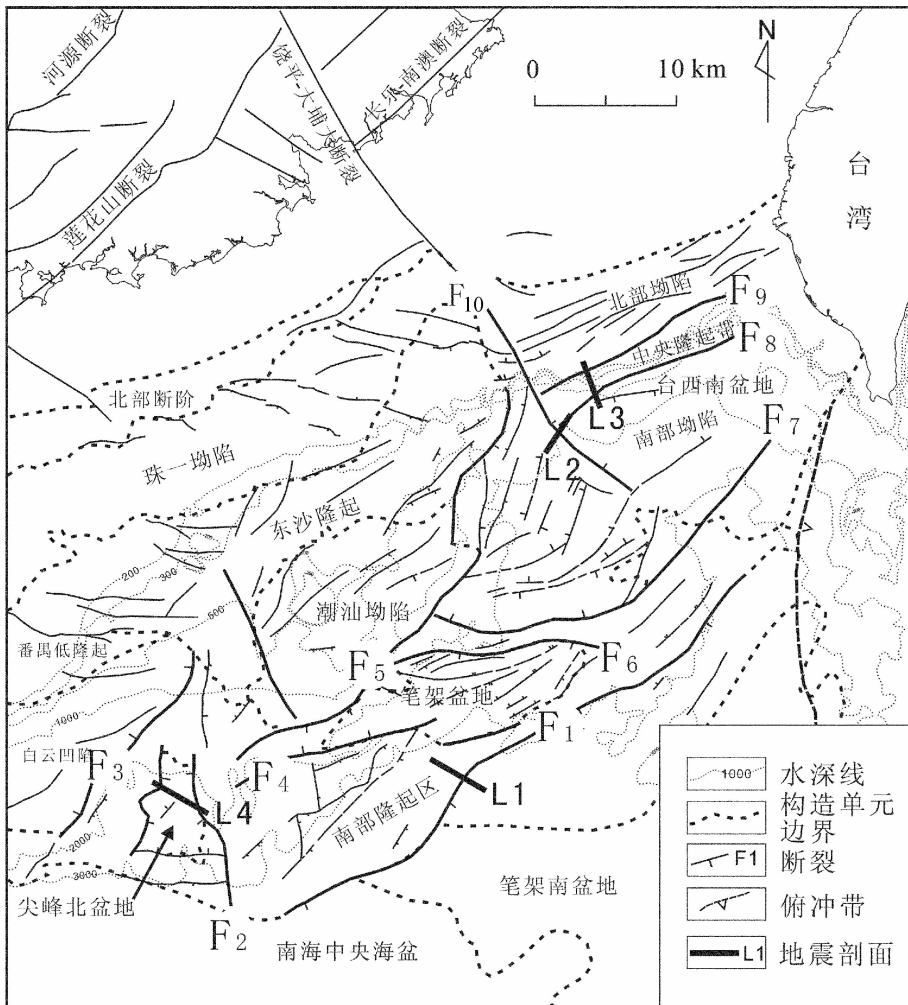 河源断裂
饶平-大埔大断裂
长乐-南澳断裂
莲花山断裂
0 10 km
N
台湾
F10
北部坳陷
F9
中央隆起带
F8
台西南盆地
L3
F7
南部坳陷
L2
北部断阶
珠一坳陷
东沙隆起
200
300
500
潮汕坳陷
番禺低隆起
F5
F6
笔架盆地
1000
F1
白云凹陷
F3
F4
L4
L1
南部隆起区
2000
3000
尖峰北盆地
F2
笔架南盆地
南海中央海盆
1000 水深线
构造单元
边界
F1 断裂
俯冲带
L1 地震剖面